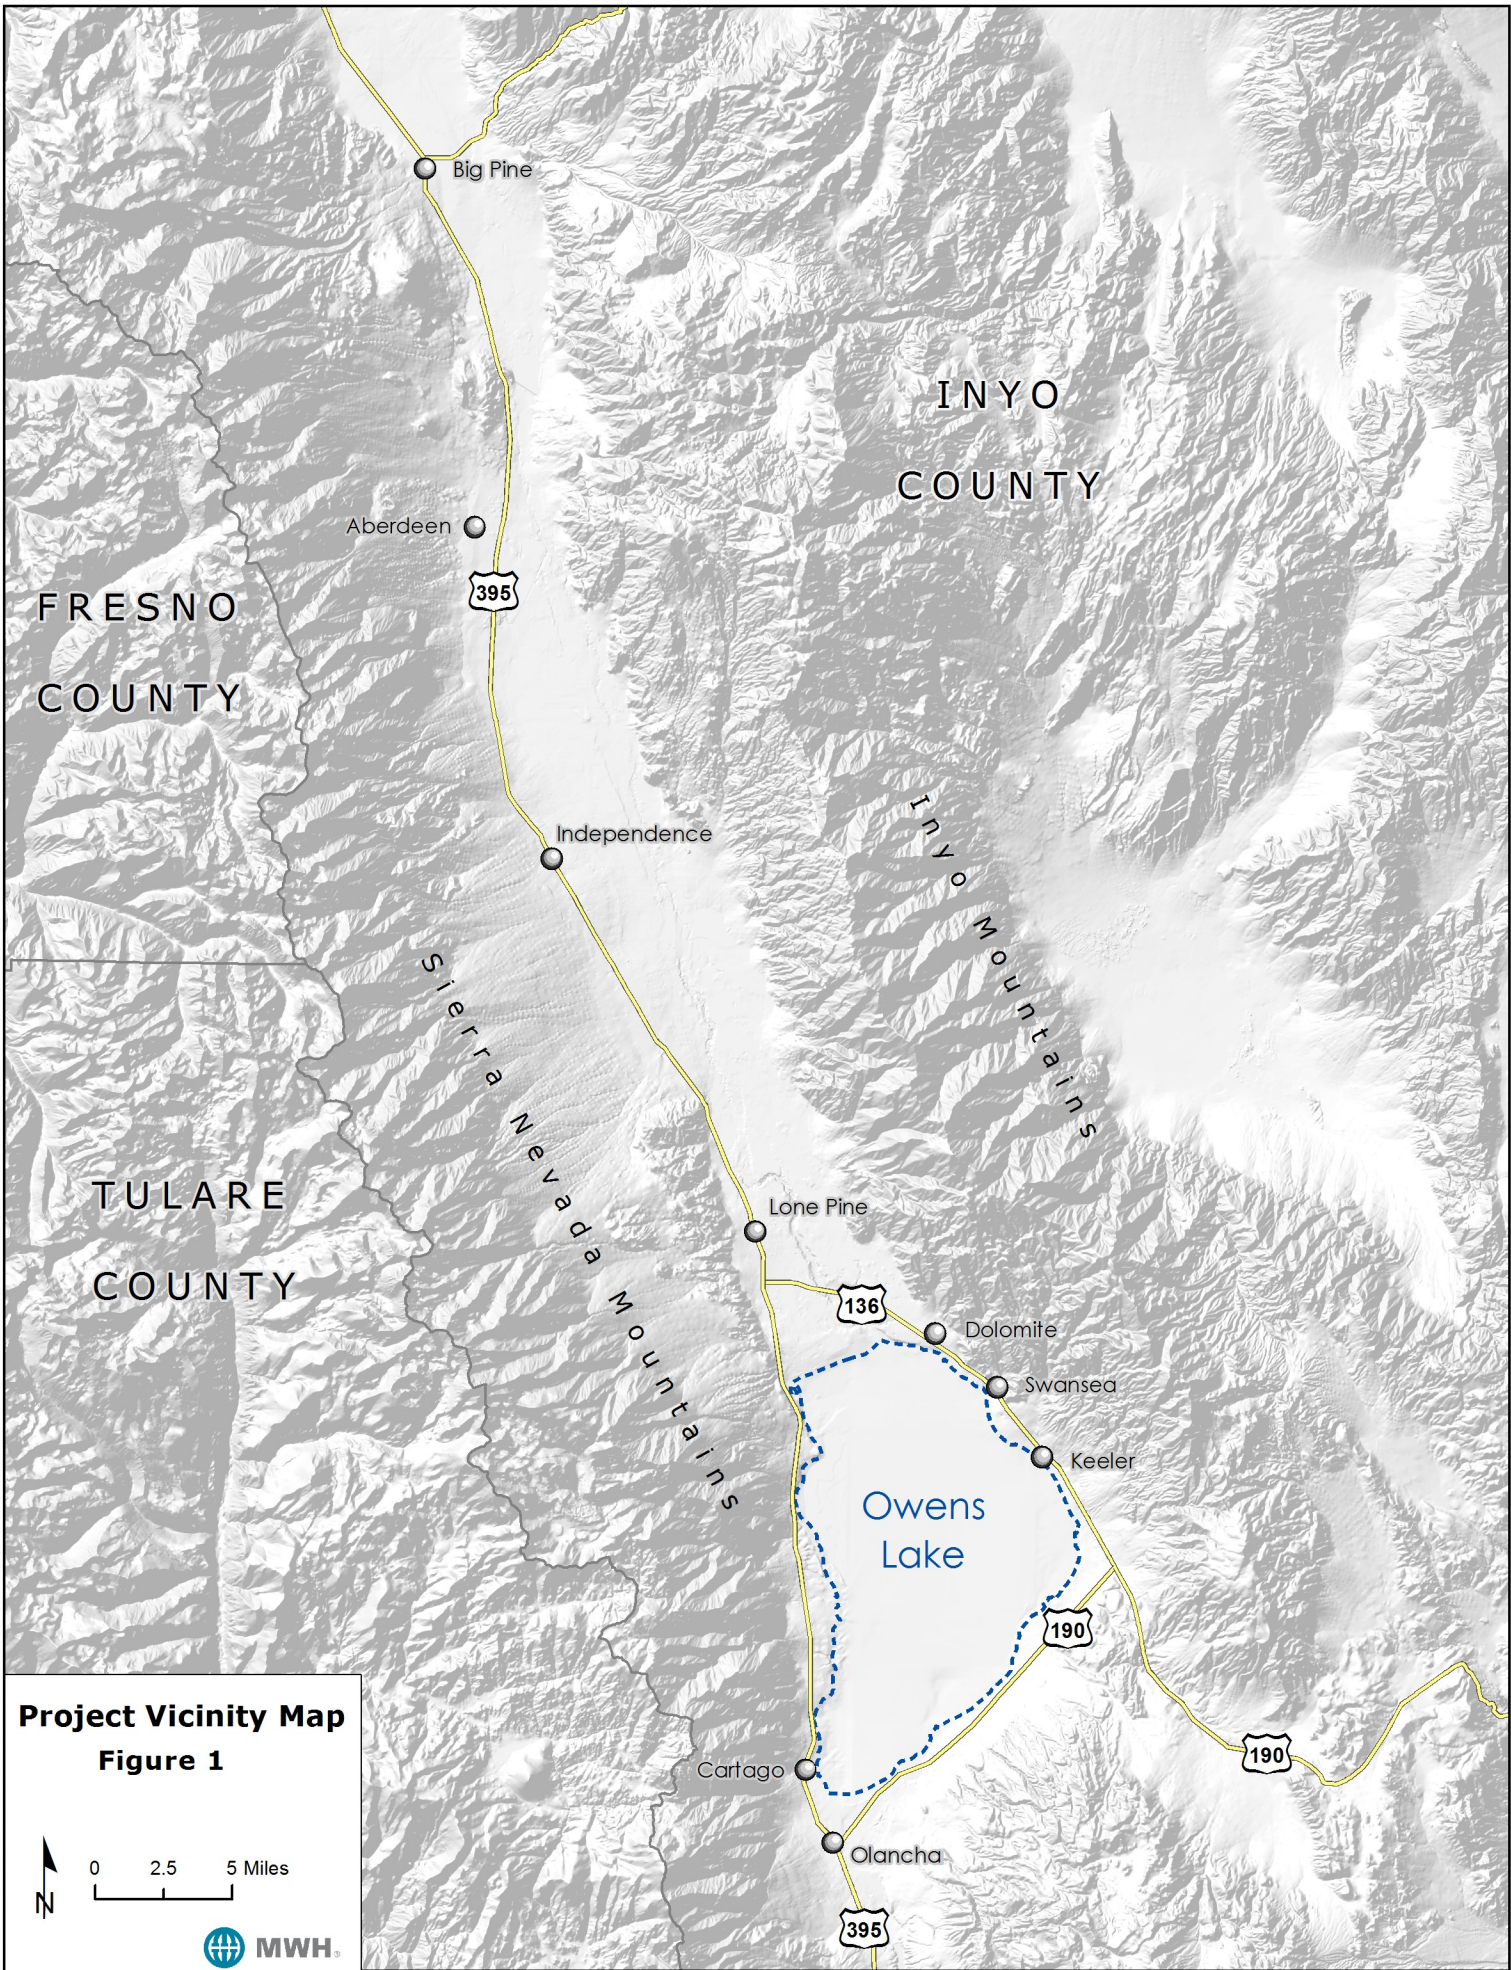 Big Pine
INYO
COUNTY
Aberdeen
395
FRESNO
COUNTY
Independence
Inyo Mountains
Sierra Nevada Mountains
TULARE
COUNTY
Lone Pine
136
Dolomite
Swansea
Keeler
Owens
Lake
190
190
Cartago
Olancha
395
Project Vicinity Map
Figure 1
0 2.5 5 Miles
N
MWH®